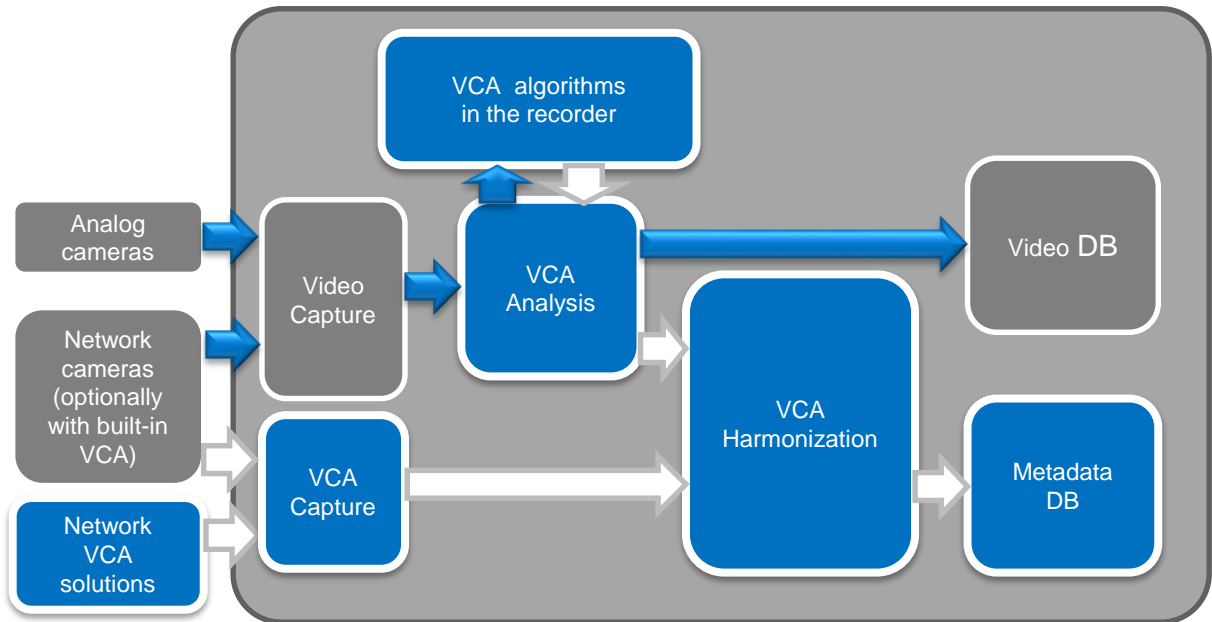 VCA algorithms
in the recorder
Analog
cameras
Video
Capture
VCA
Analysis
Video DB
Network
cameras
(optionally
with built-in
VCA)
VCA
Harmonization
VCA
Capture
Metadata
DB
Network
VCA
solutions